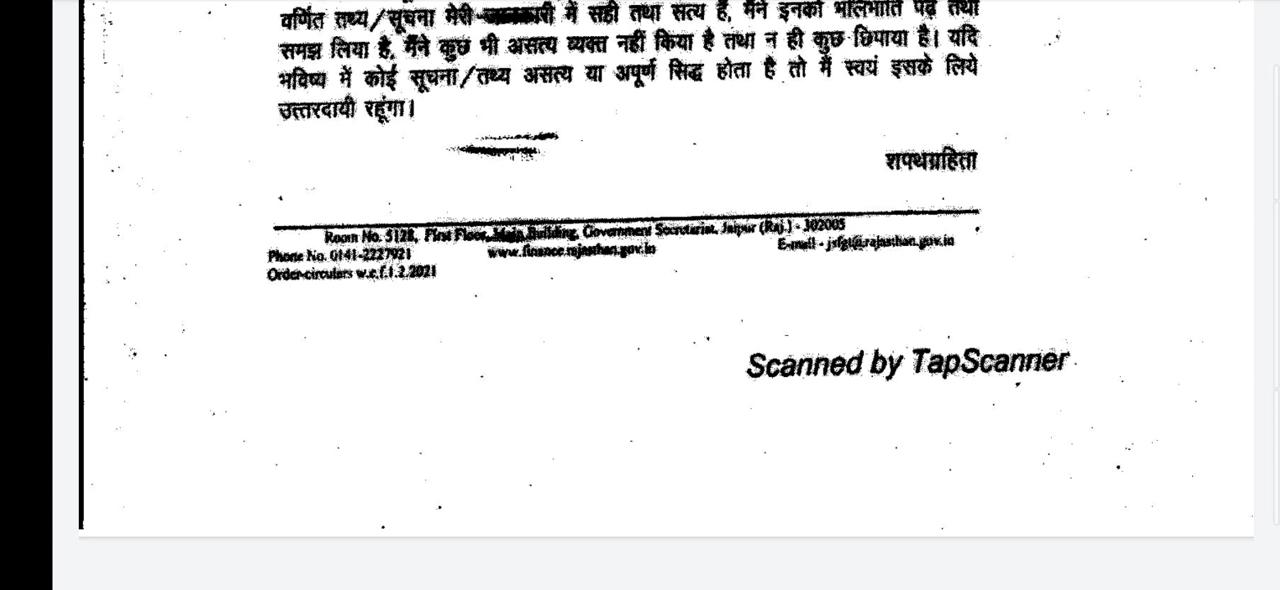 वर्णित तथ्य/सूचना मेरी जानकारी में सही तथा सत्य हैं, मैंने इनको भलिभांति पढ़ तथा
समझ लिया है, मैंने कुछ भी असत्य व्यक्त नहीं किया है तथा न ही कुछ छिपाया है। यदि
भविष्य में कोई सूचना/तथ्य असत्य या अपूर्ण सिद्ध होता है तो मैं स्वयं इसके लिये
उत्तरदायी रहूंगा।
शपथग्रहिता
Room No. 5128, First Floor, Main Building, Government Secretariat, Jaipur (Raj.) - 302005
Phone No. 0141-2227921 www.finance.rajasthan.gov.in E-mail - jsfgt@rajasthan.gov.in
Order-circulars w.e.f.1.2.2021
Scanned by TapScanner